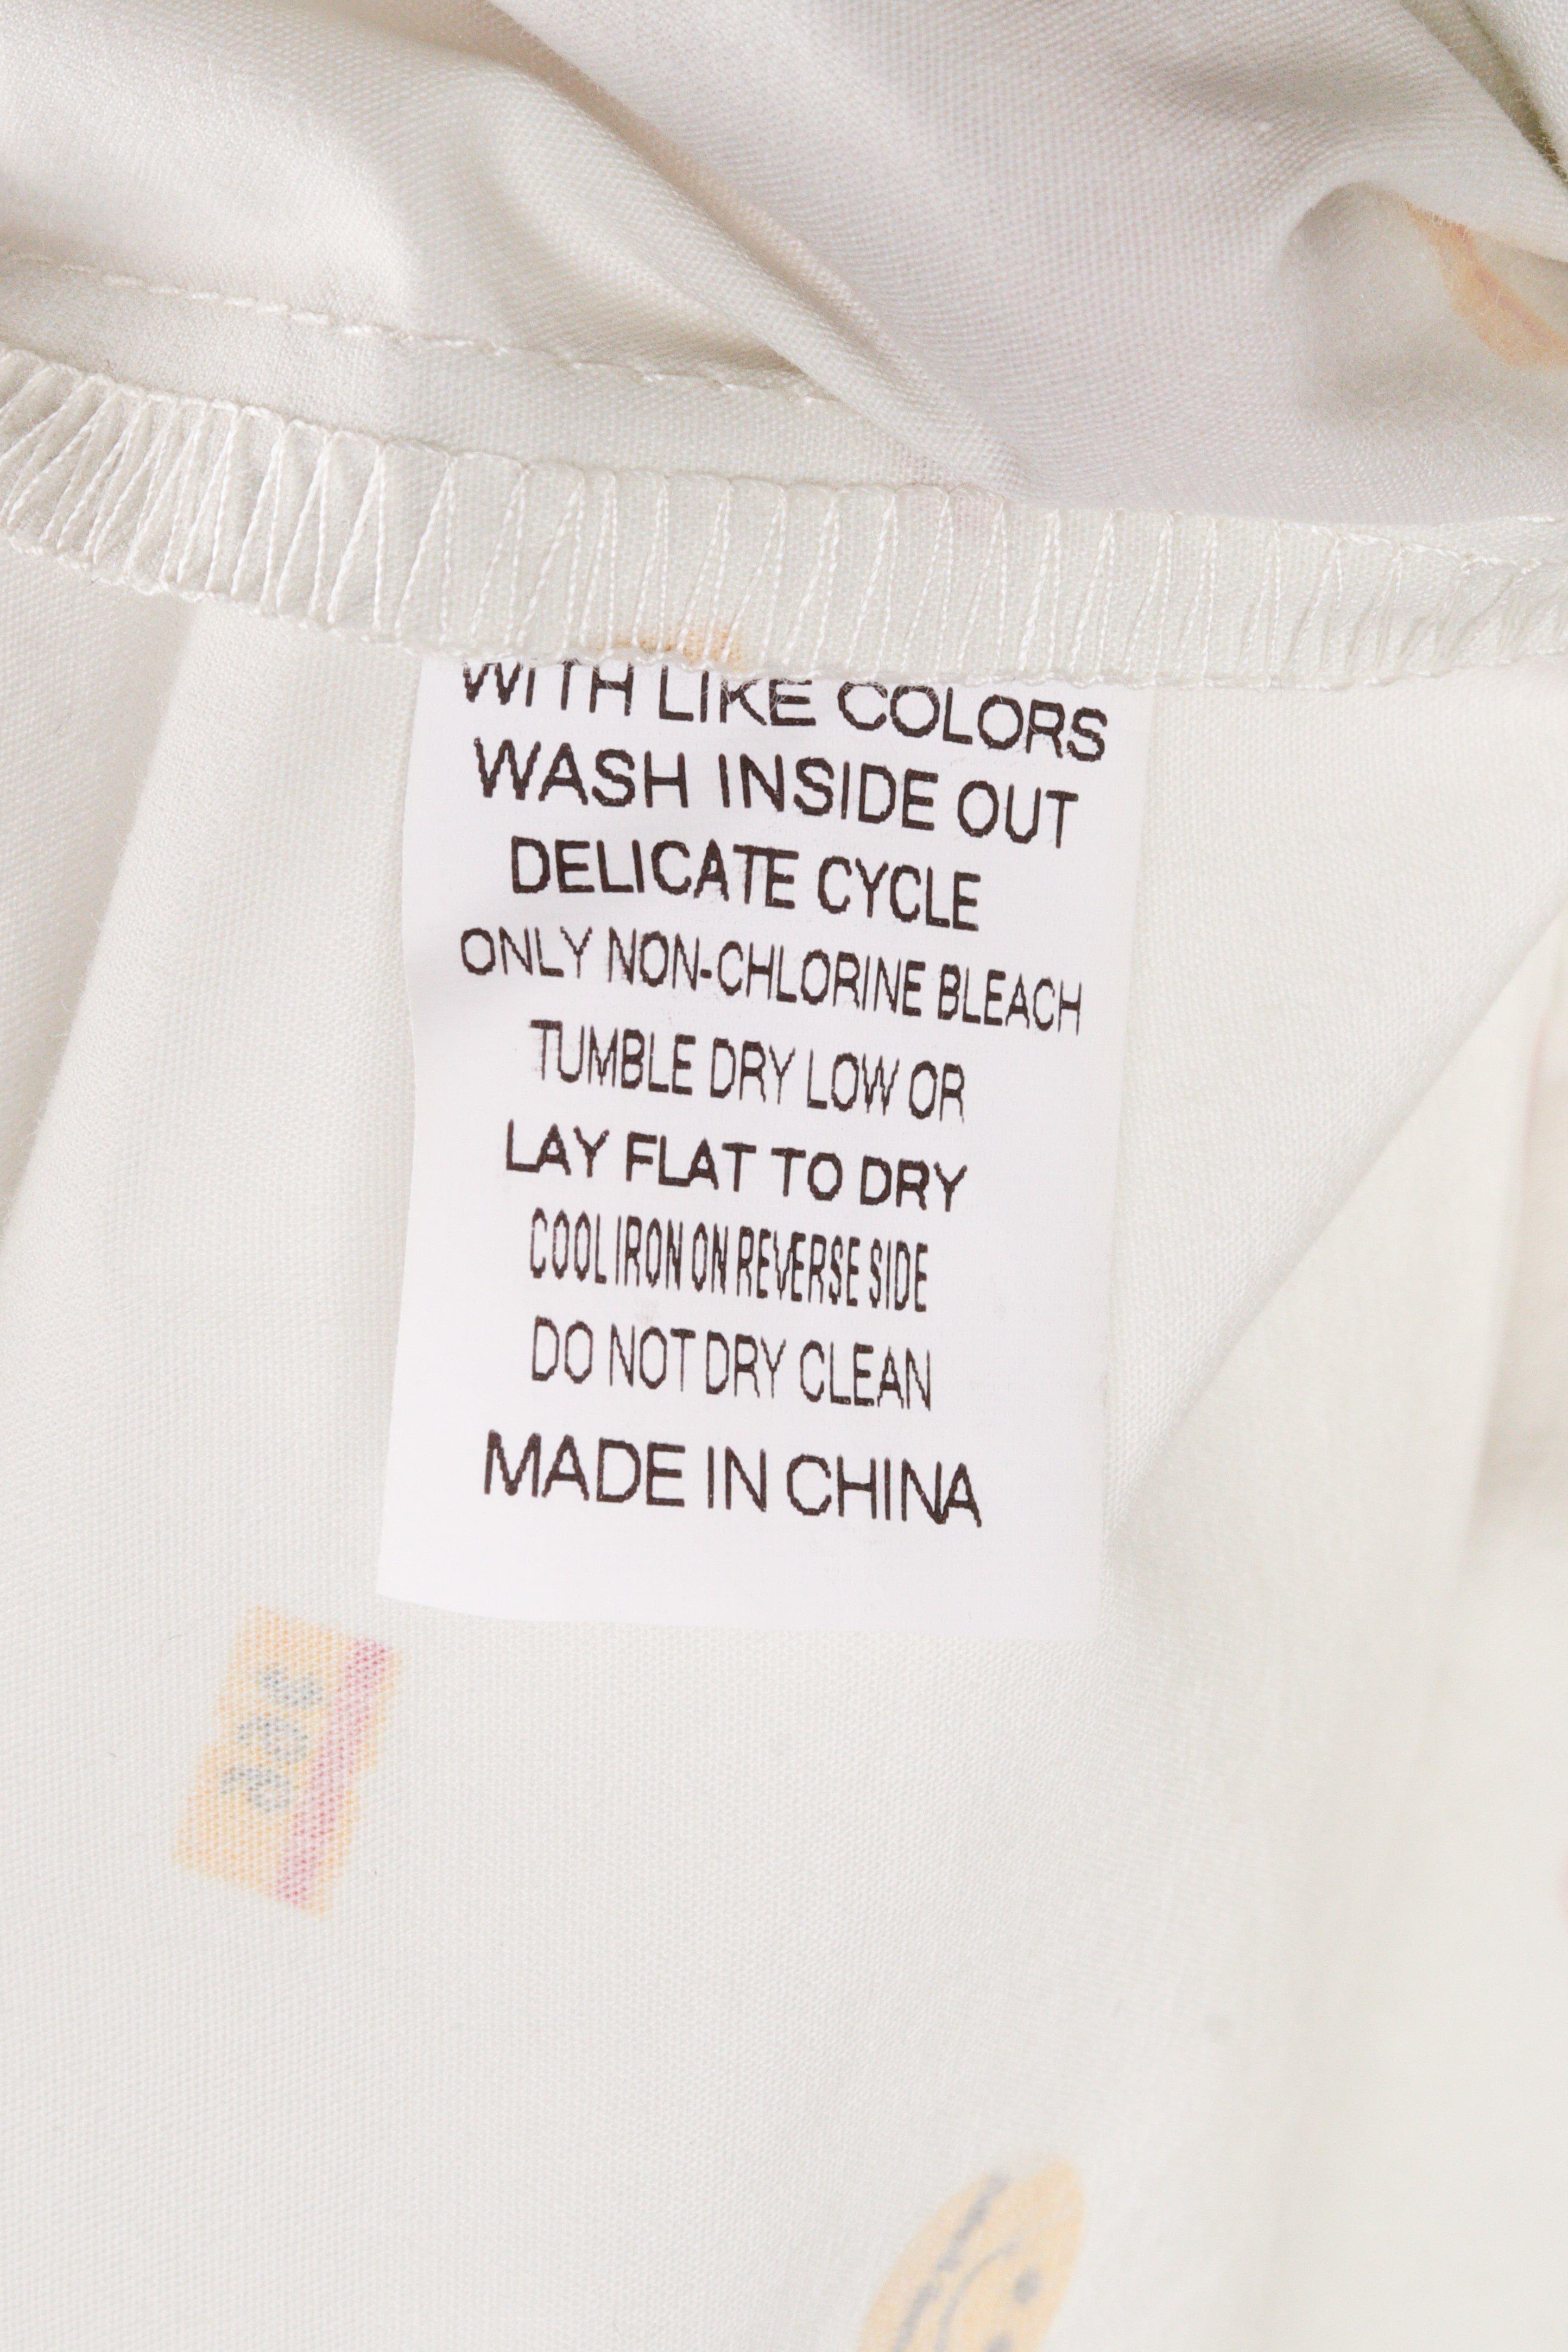 WITH LIKE COLORS
WASH INSIDE OUT
DELICATE CYCLE
ONLY NON-CHLORINE BLEACH
TUMBLE DRY LOW OR
LAY FLAT TO DRY
COOL IRON ON REVERSE SIDE
DO NOT DRY CLEAN
MADE IN CHINA